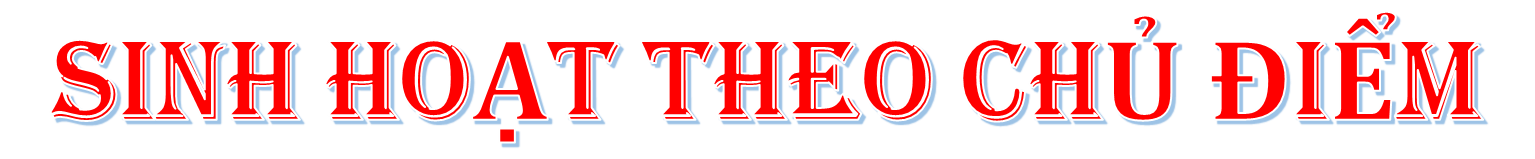 SINH HOẠT THEO CHỦ ĐIỂM